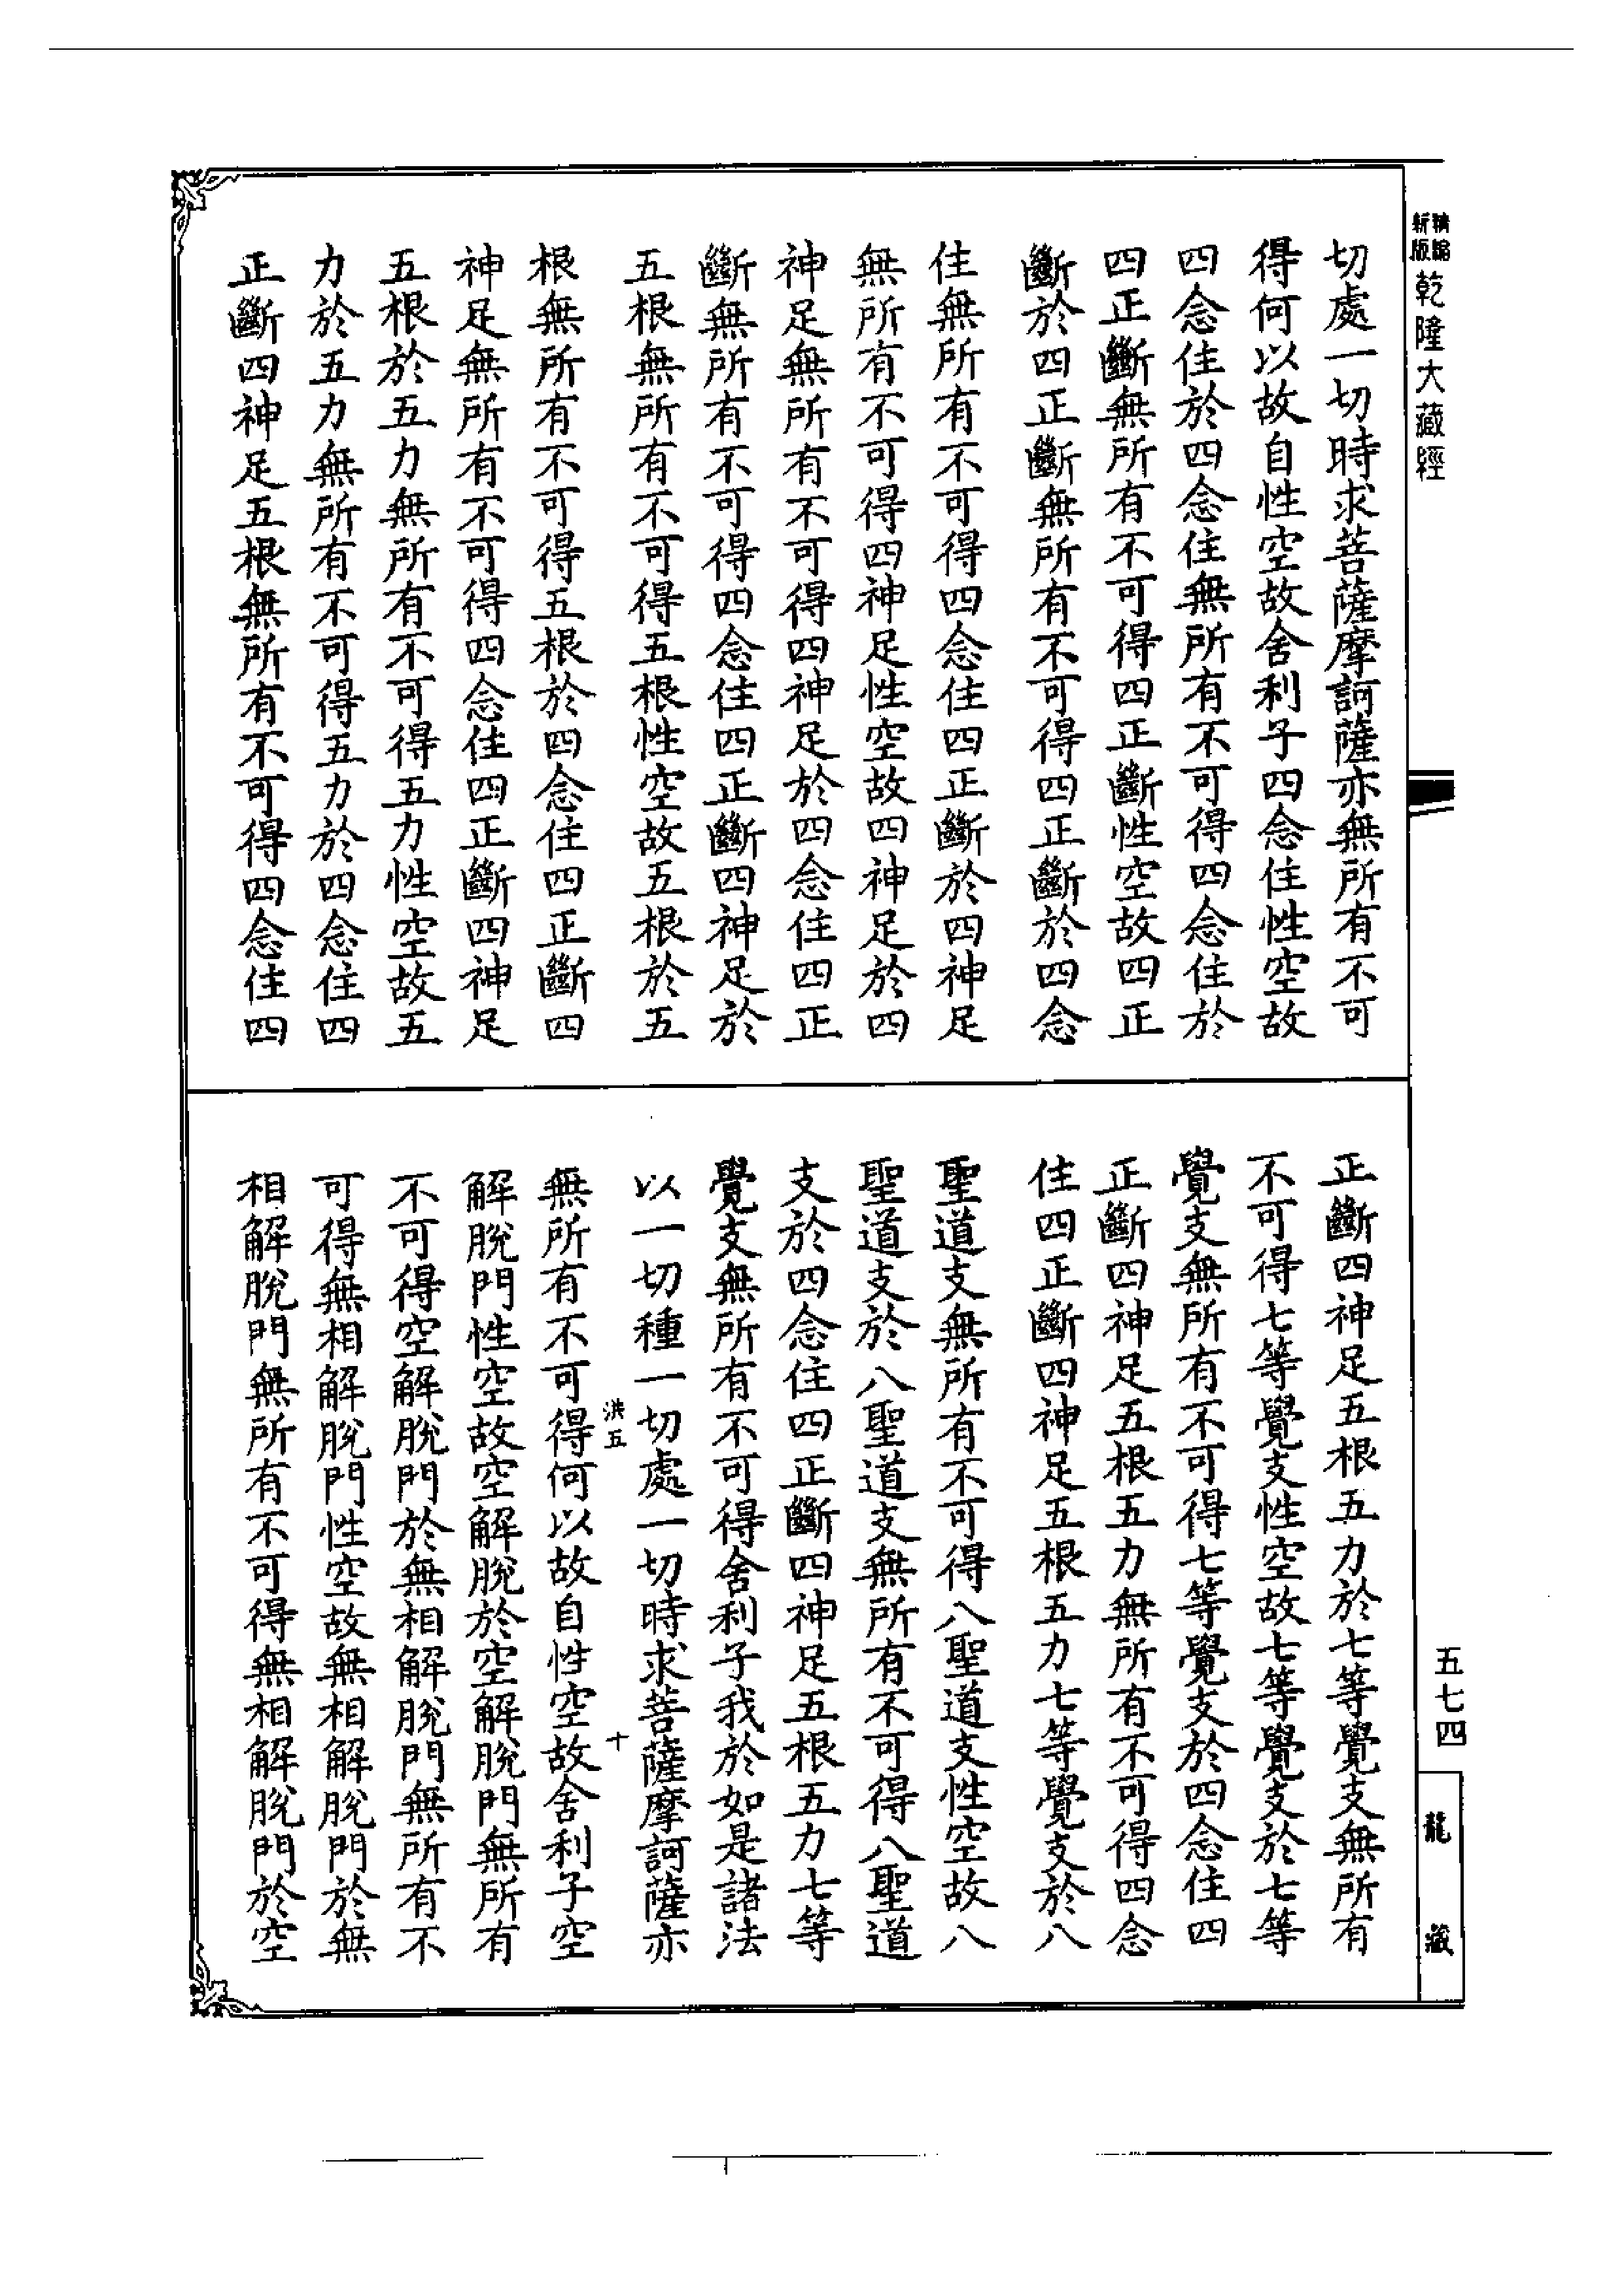 新版
精編
乾隆大藏經
切處一切時求菩薩摩訶薩亦無所有不可
得何以故自性空故舍利子四念住性空故
四念住於四念住無所有不可得四念住於
四正斷無所有不可得四正斷性空故四正
斷於四正斷無所有不可得四正斷於四念
住無所有不可得四念住四正斷於四神足
無所有不可得四神足性空故四神足於四
神足無所有不可得四神足於四念住四正
斷無所有不可得四念住四正斷四神足於
五根無所有不可得五根性空故五根於五
根無所有不可得五根於四念住四正斷四
神足無所有不可得四念住四正斷四神足
五根於五力無所有不可得五力性空故五
力於五力無所有不可得五力於四念住四
正斷四神足五根無所有不可得四念住四
正斷四神足五根五力於七等覺支無所有
不可得七等覺支性空故七等覺支於七等
覺支無所有不可得七等覺支於四念住四
正斷四神足五根五力無所有不可得四念
住四正斷四神足五根五力七等覺支於八
聖道支無所有不可得八聖道支性空故八
聖道支於八聖道支無所有不可得八聖道
支於四念住四正斷四神足五根五力七等
覺支無所有不可得舍利子我於如是諸法
以一切種一切處一切時求菩薩摩訶薩亦
洪五
十
無所有不可得何以故自性空故舍利子空
解脫門性空故空解脫於空解脫門無所有
不可得空解脫門於無相解脫門無所有不
可得無相解脫門性空故無相解脫門於無
相解脫門無所有不可得無相解脫門於空
五七四
龍藏